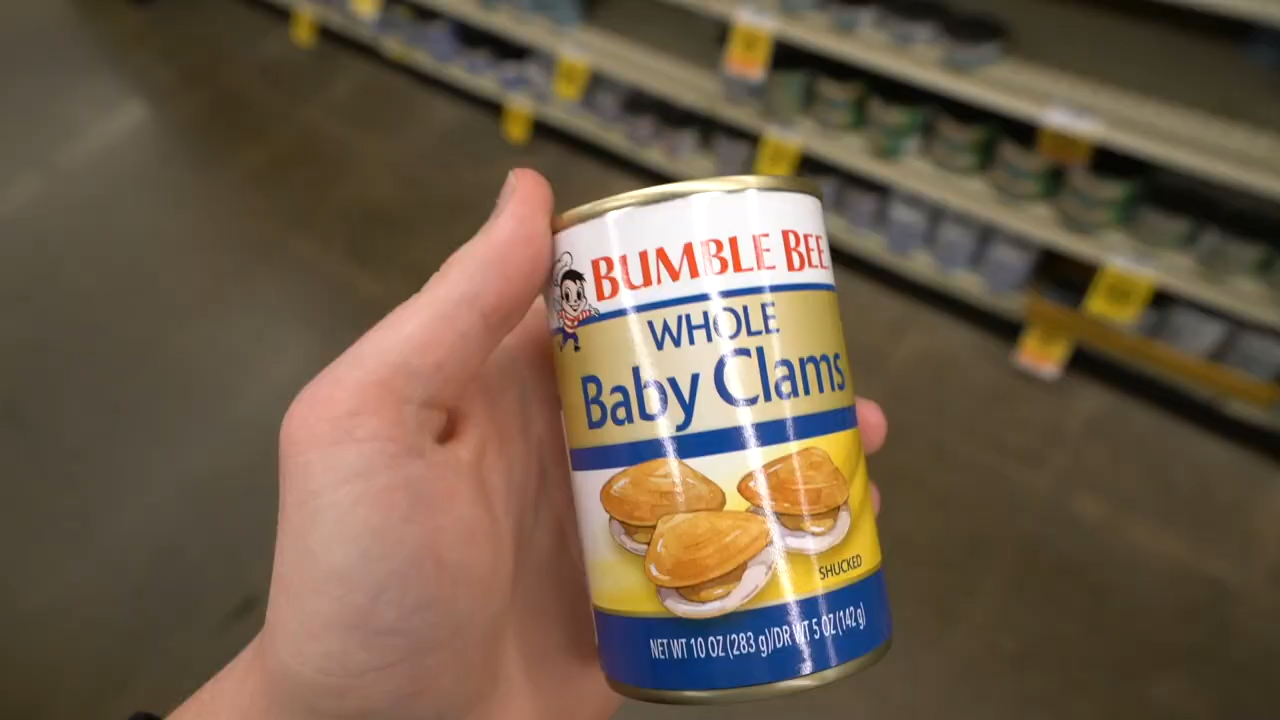 BUMBLE BEE
WHOLE
Baby Clams
SHUCKED
NET WT 10 OZ (283 g)/DR WT 5 OZ (142 g)